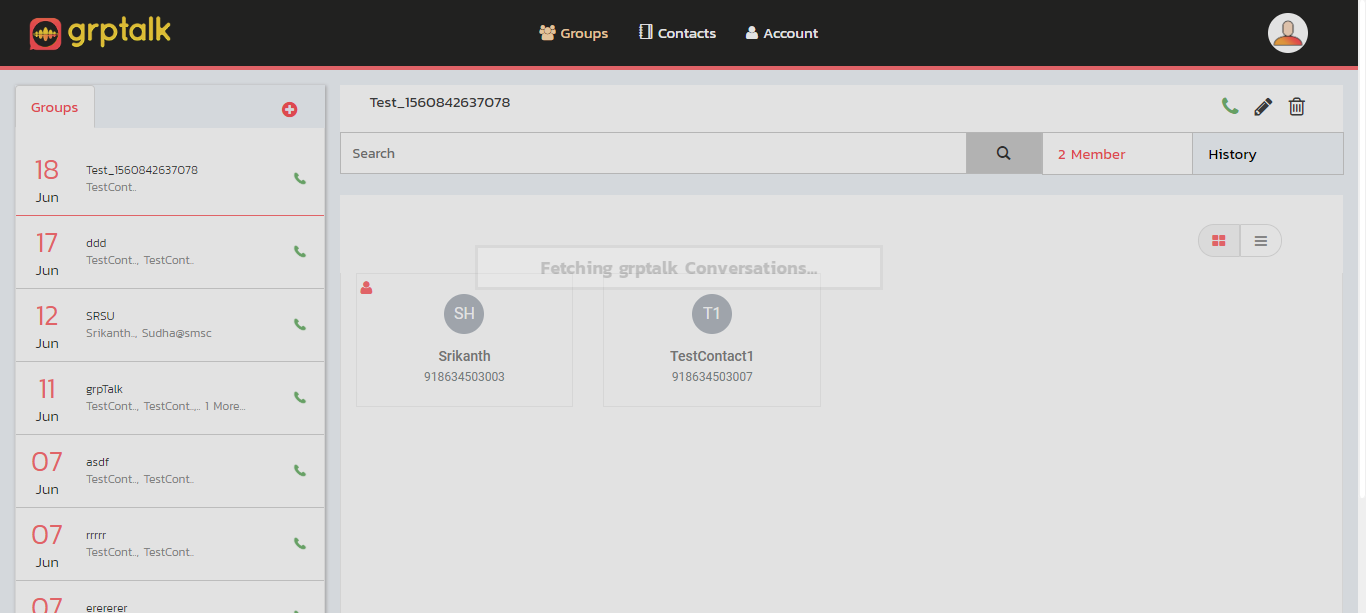 grptalk
Groups
Contacts
Account
Groups
18
Jun
Test_1560842637078
TestCont..
17
Jun
ddd
TestCont.., TestCont..
12
Jun
SRSU
Srikanth.., Sudha@smsc
11
Jun
grpTalk
TestCont.., TestCont..,.. 1 More...
07
Jun
asdf
TestCont.., TestCont..
07
Jun
rrrrr
TestCont.., TestCont..
07
erererer
Test_1560842637078
Search
2 Member
History
Fetching grptalk Conversations...
SH
Srikanth
918634503003
T1
TestContact1
918634503007